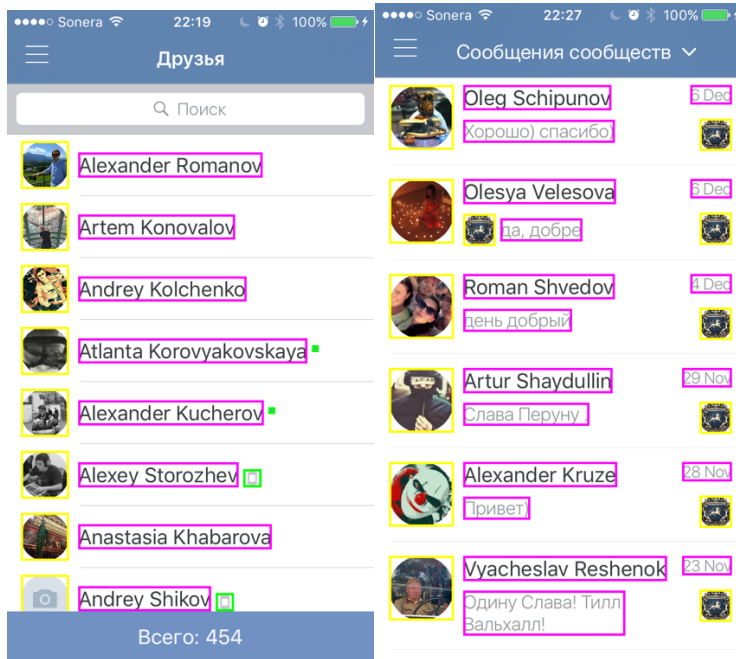 Sonera 22:19 100%
Друзья
Поиск
Alexander Romanov
Artem Konovalov
Andrey Kolchenko
Atlanta Korovyakovskaya
Alexander Kucherov
Alexey Storozhev
Anastasia Khabarova
Andrey Shikov
Всего: 454
Sonera 22:27 100%
Сообщения сообществ
Oleg Schipunov 6 Dec
Хорошо) спасибо)
Olesya Velesova 6 Dec
да, добре
Roman Shvedov 4 Dec
день добрый
Artur Shaydullin 29 Nov
Слава Перуну .
Alexander Kruze 28 Nov
Привет)
Vyacheslav Reshenok 23 Nov
Одину Слава! Тилл
Вальхалл!